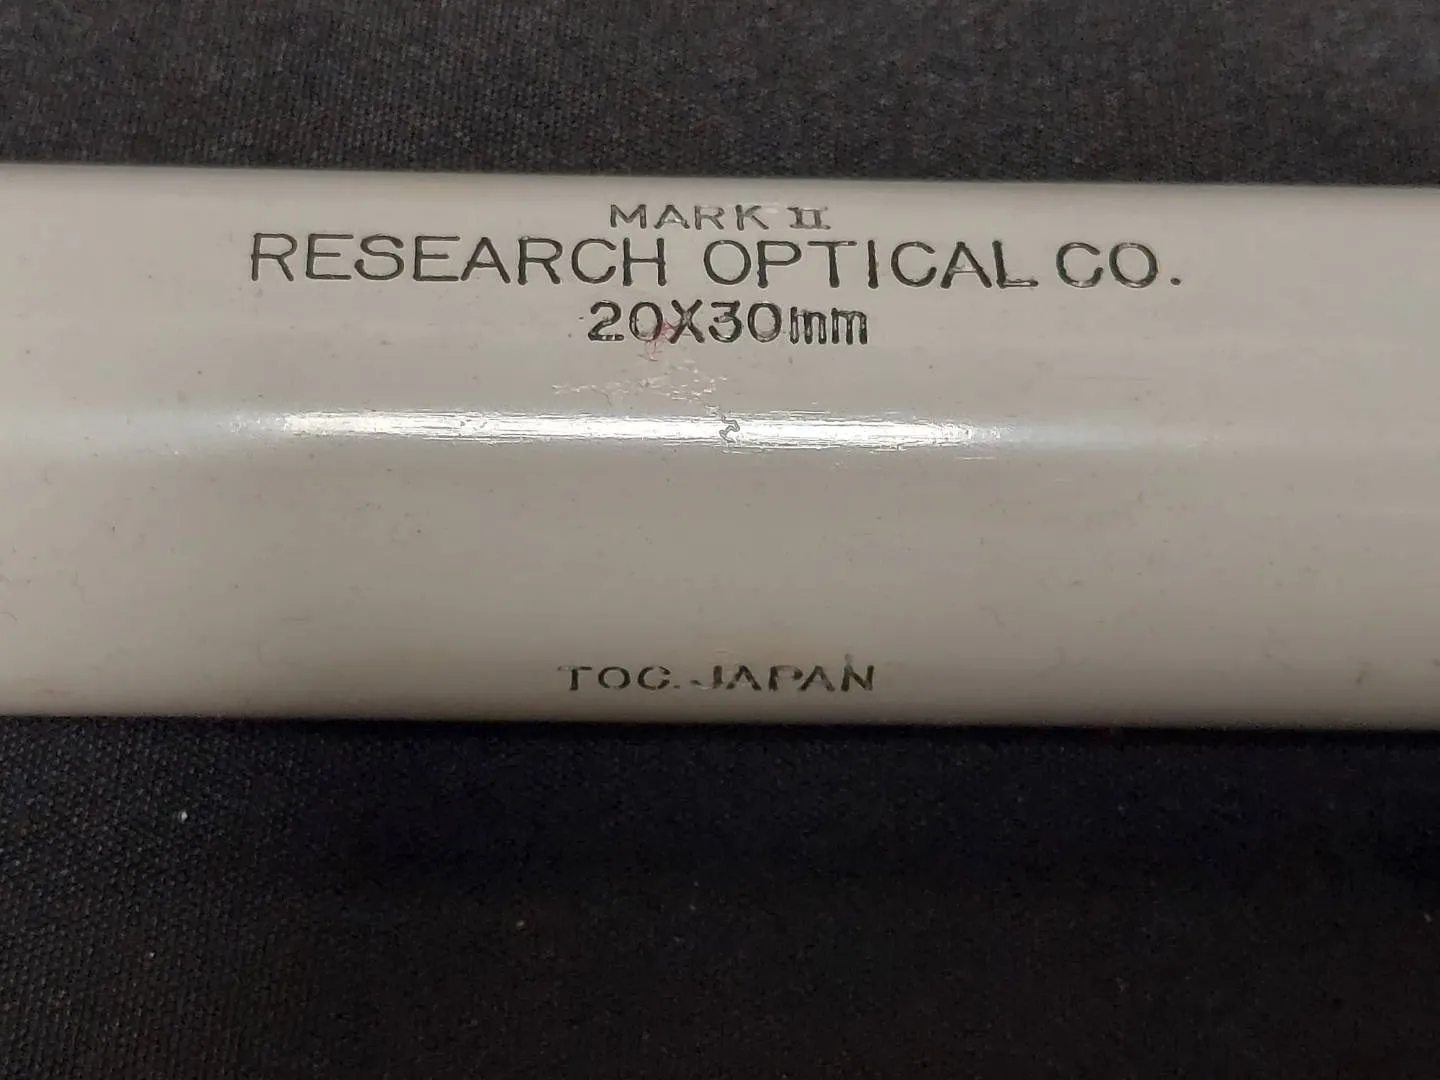 MARK II
RESEARCH OPTICAL CO.
20X30mm
TOC. JAPAN